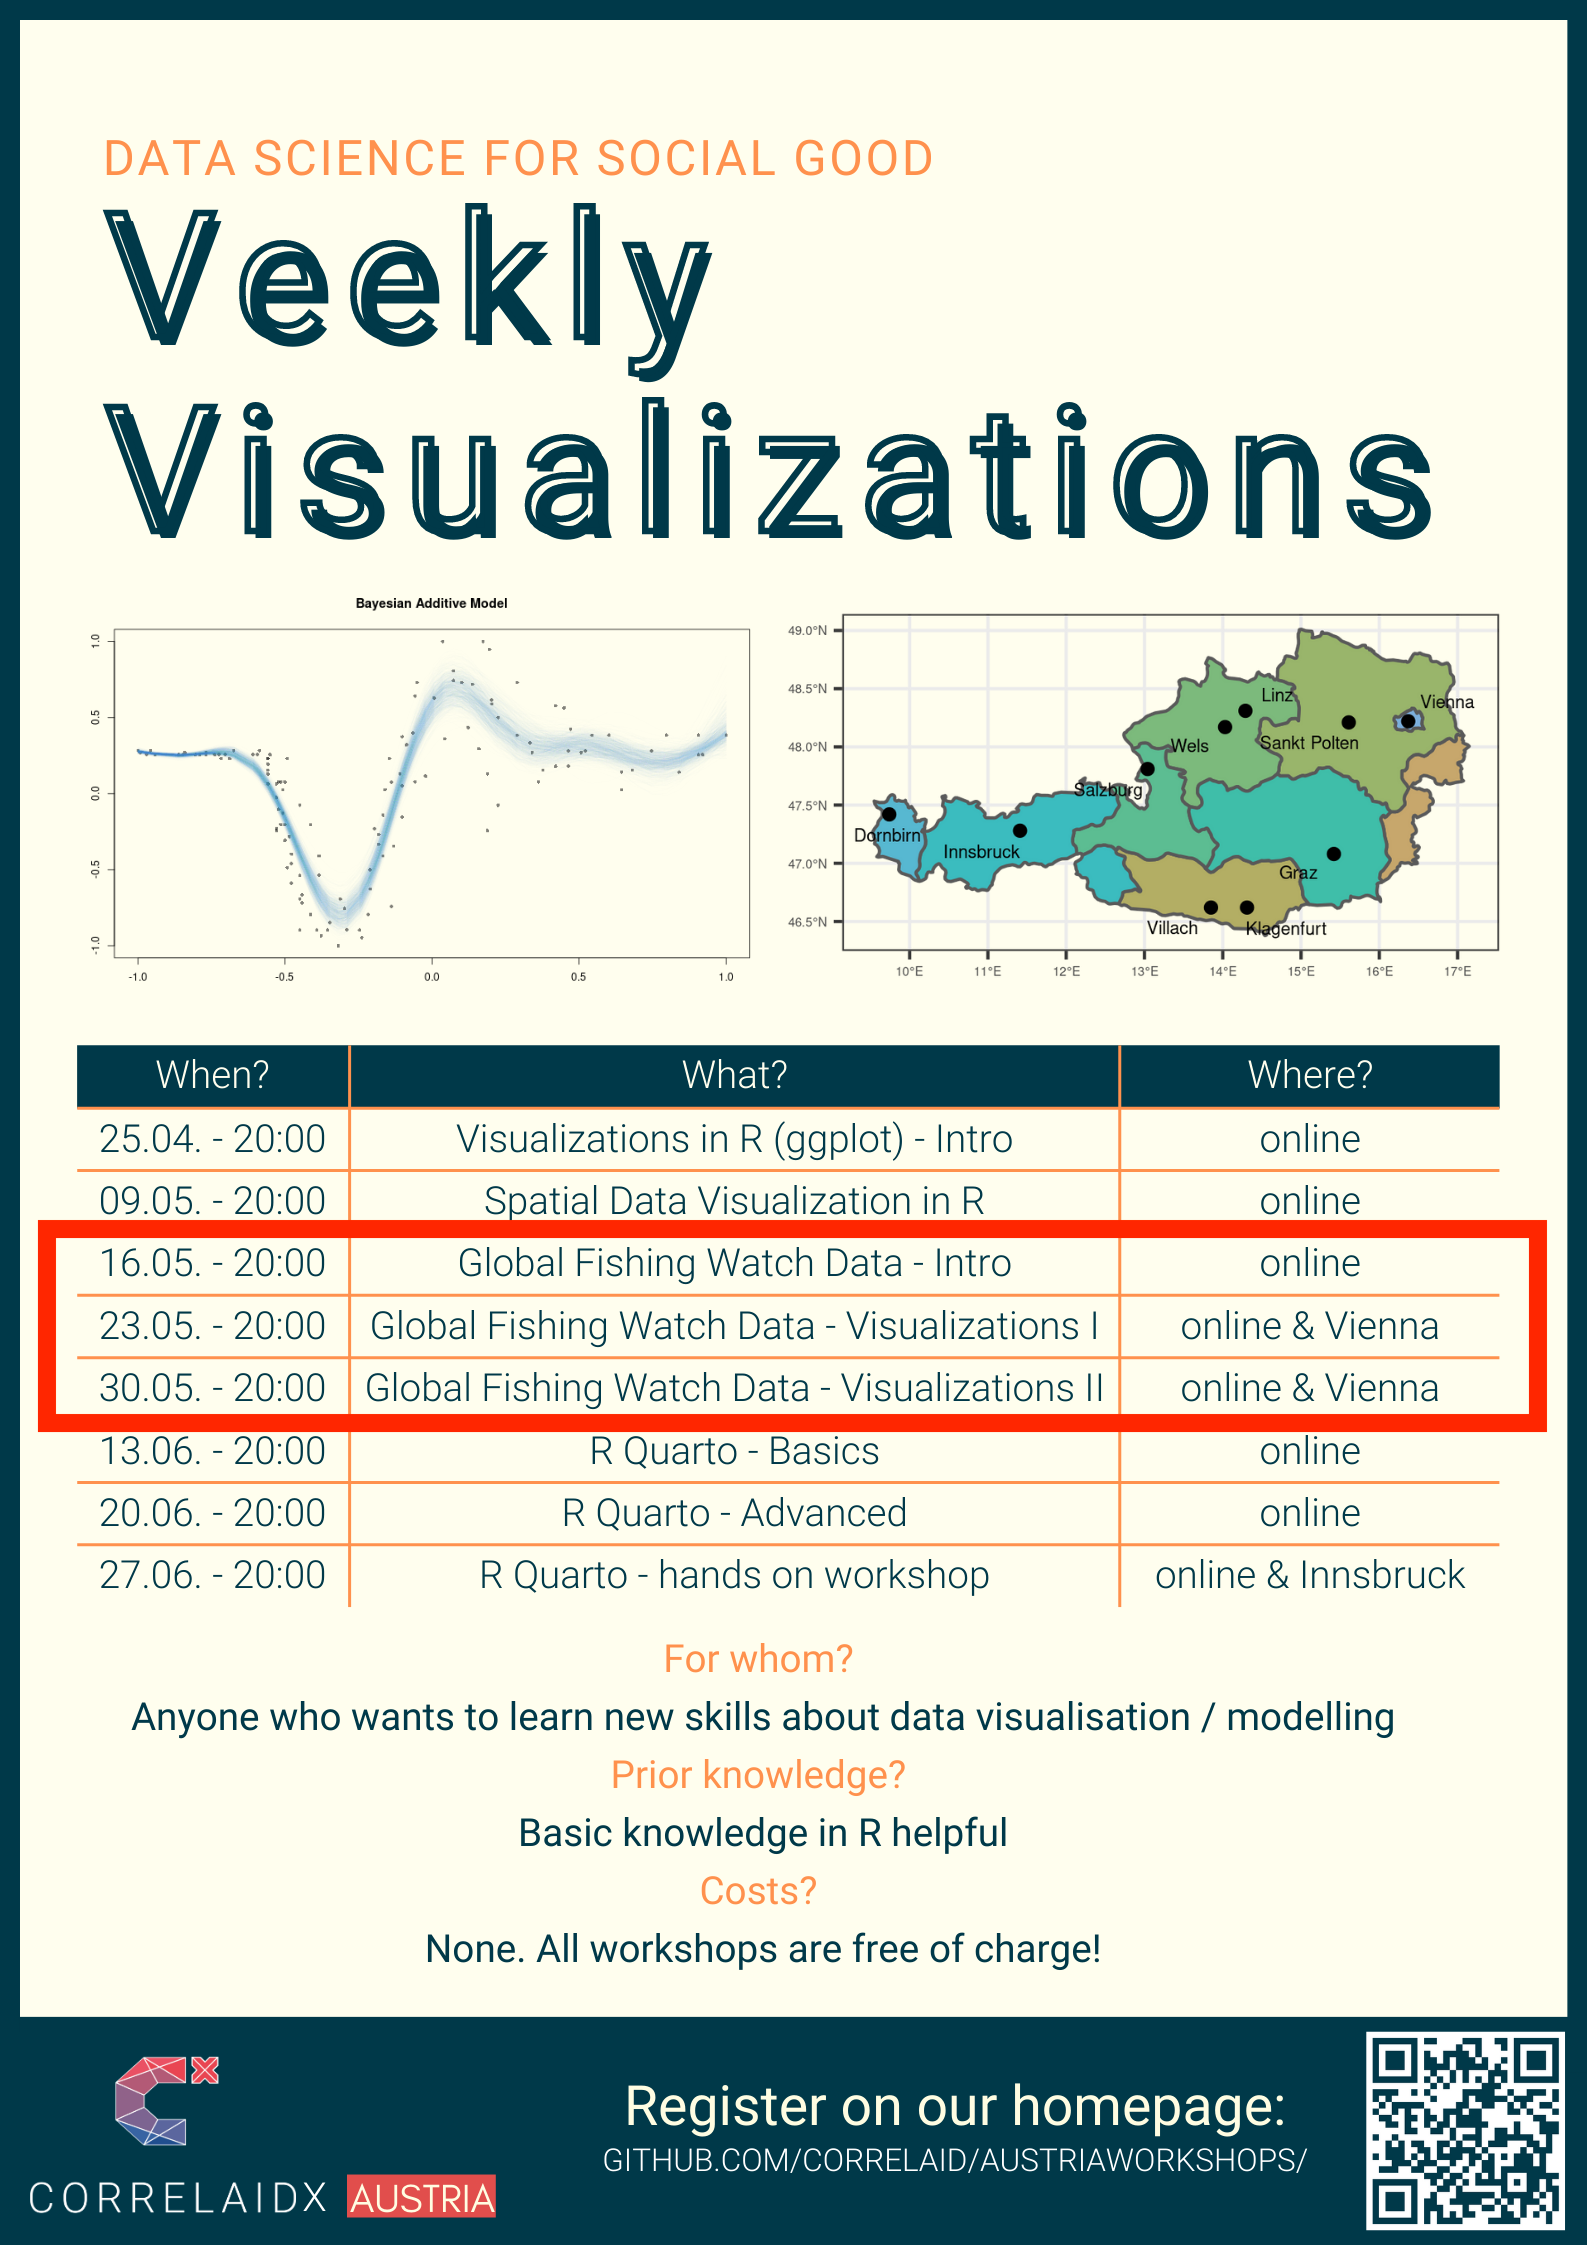 DATA SCIENCE FOR SOCIAL GOOD
Veekly
Visualizations
Bayesian Additive Model
1.0
0.5
0.0
-0.5
-1.0
-1.0 -0.5 0.0 0.5 1.0
49.0°N
48.5°N
48.0°N
47.5°N
47.0°N
46.5°N
Linz
Vienna
Wels
Sankt Polten
Salzburg
Dornbirn
Innsbruck
Graz
Villach
Klagenfurt
10°E 11°E 12°E 13°E 14°E 15°E 16°E 17°E
When? What? Where?
25.04. - 20:00 Visualizations in R (ggplot) - Intro online
09.05. - 20:00 Spatial Data Visualization in R online
16.05. - 20:00 Global Fishing Watch Data - Intro online
23.05. - 20:00 Global Fishing Watch Data - Visualizations I online & Vienna
30.05. - 20:00 Global Fishing Watch Data - Visualizations II online & Vienna
13.06. - 20:00 R Quarto - Basics online
20.06. - 20:00 R Quarto - Advanced online
27.06. - 20:00 R Quarto - hands on workshop online & Innsbruck
For whom?
Anyone who wants to learn new skills about data visualisation / modelling
Prior knowledge?
Basic knowledge in R helpful
Costs?
None. All workshops are free of charge!
Register on our homepage:
GITHUB.COM/CORRELAID/AUSTRIAWORKSHOPS/
CORRELAIDX AUSTRIA